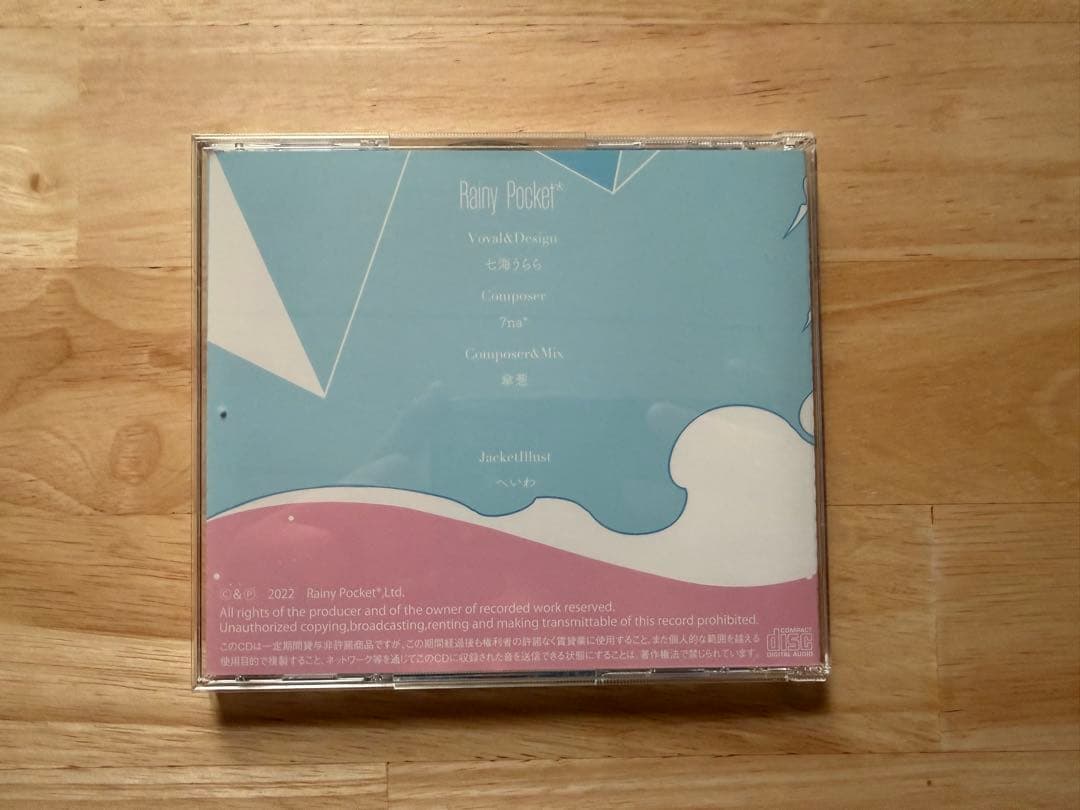 Rainy Pocket*
Voval&Design
七海うらら
Composer
7na*
Composer&Mix
傘惹
JacketIllust
へいわ
Ⓒ&Ⓟ 2022 Rainy Pocket*,Ltd.
All rights of the producer and of the owner of recorded work reserved.
Unauthorized copying,broadcasting,renting and making transmittable of this record prohibited.
このCDは一定期間貸与非許諾商品ですが、この期間経過後も権利者の許諾なく賃貸業に使用すること、また個人的な範囲を越える
使用目的で複製すること、ネットワーク等を通じてこのCDに収録された音を送信できる状態にすることは、著作権法で禁じられています。
COMPACT
disc
DIGITAL AUDIO